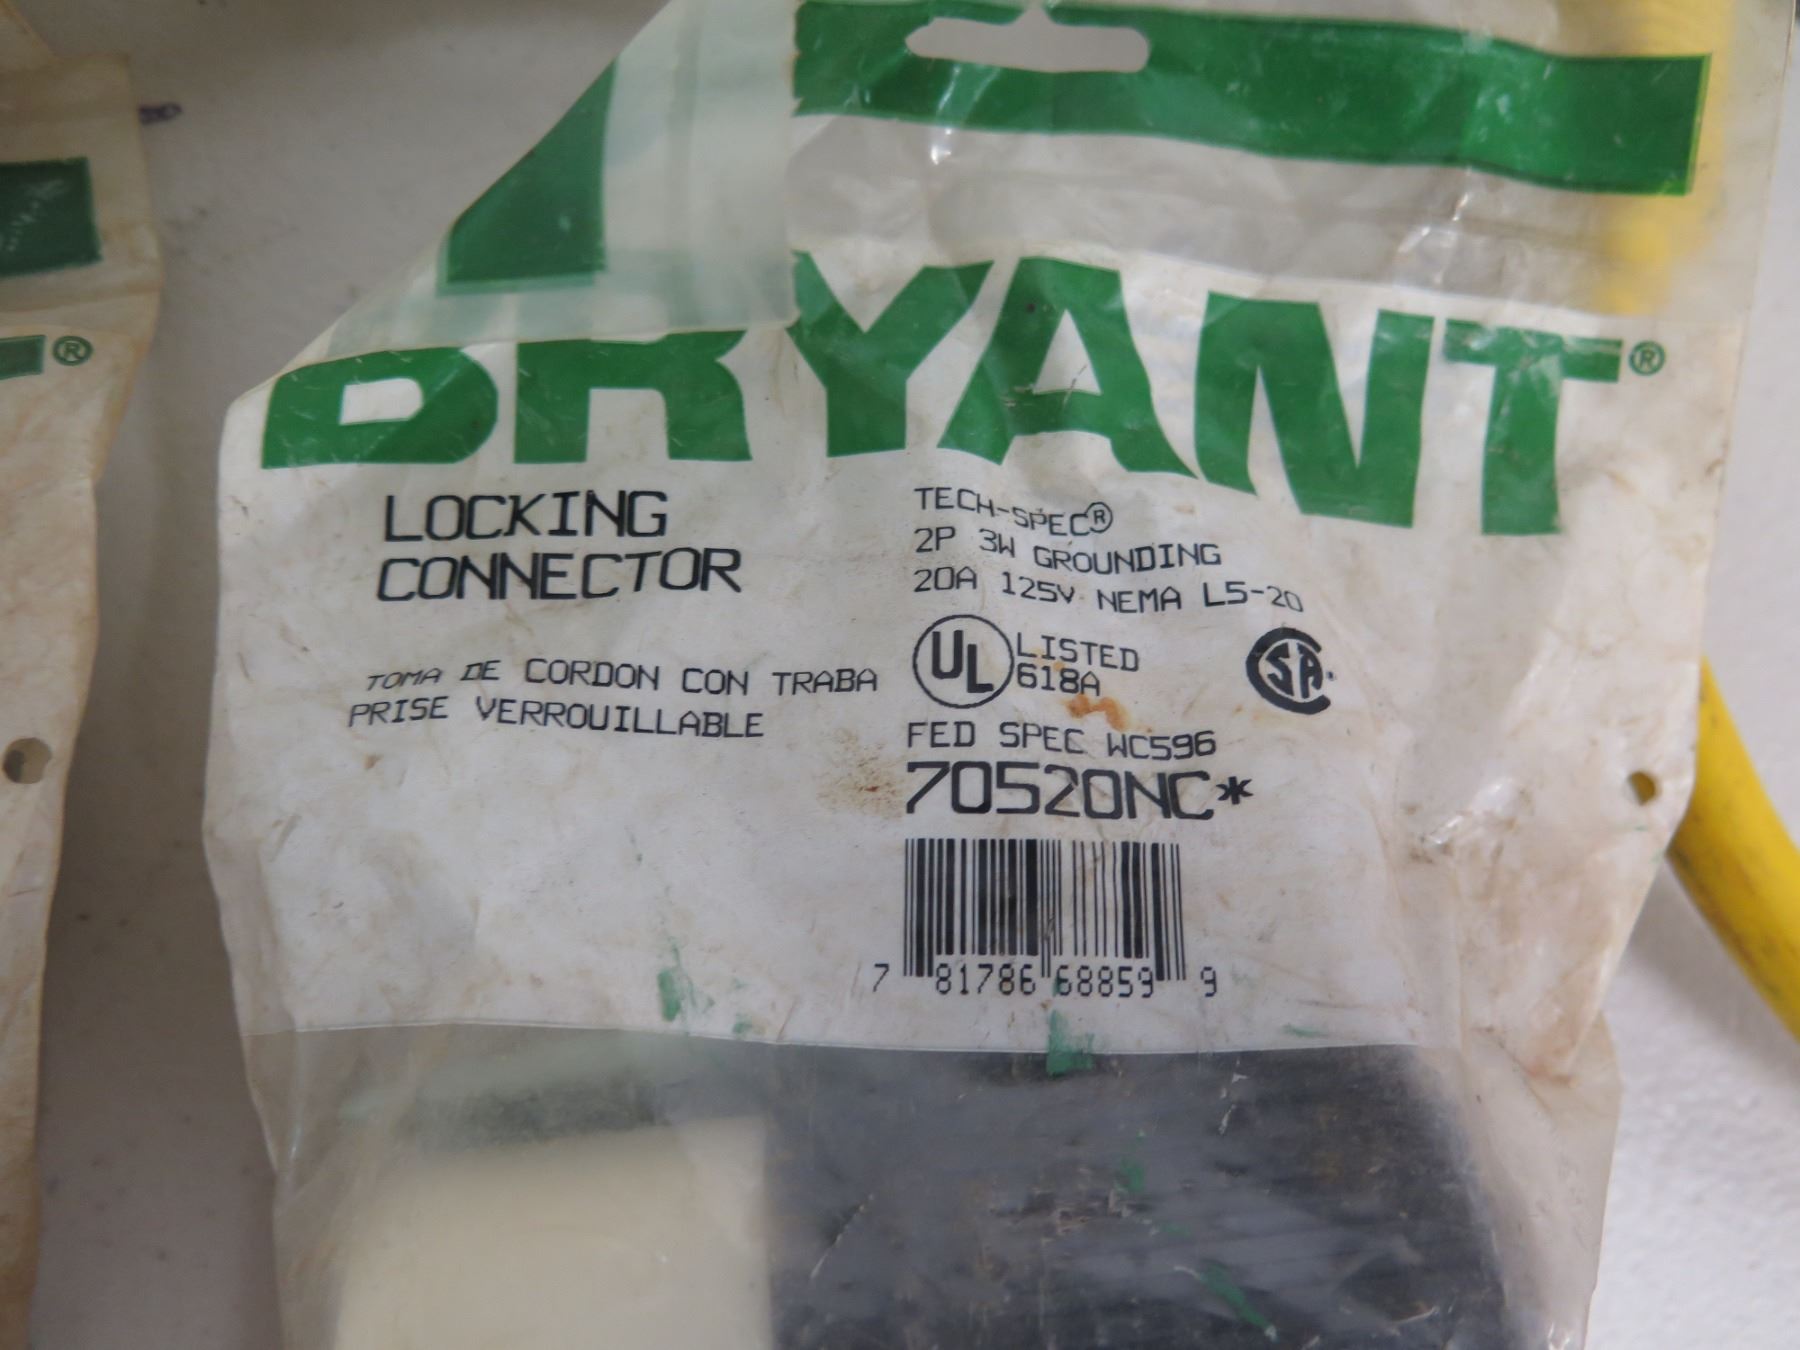 BRYANT®
LOCKING
CONNECTOR
TOMA DE CORDON CON TRABA
PRISE VERROUILLABLE
TECH-SPEC®
2P 3W GROUNDING
20A 125V NEMA L5-20
UL LISTED
618A
CSA
FED SPEC WC596
70520NC*
7 81786 68859 9
®